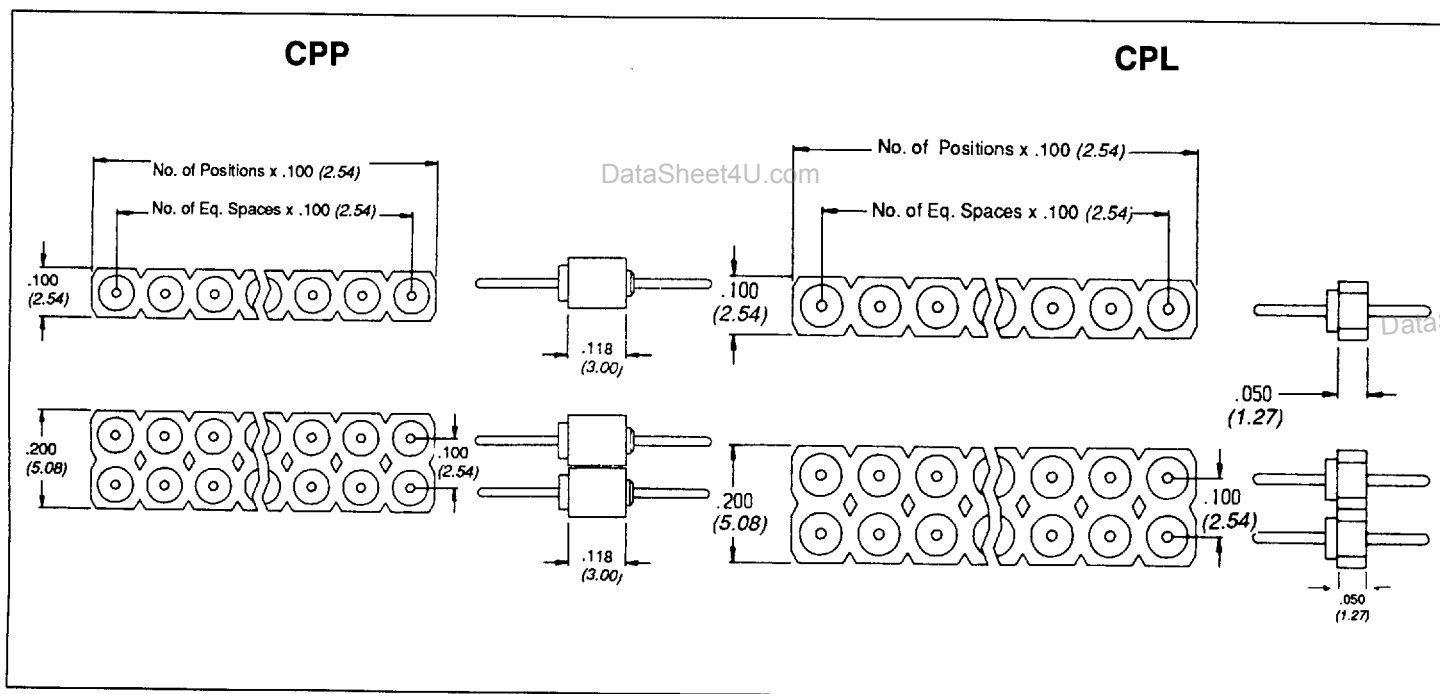 CPP
CPL
No. of Positions x .100 (2.54)
No. of Eq. Spaces x .100 (2.54)
.100
(2.54)
.118
(3.00)
.200
(5.08)
.100
(2.54)
.118
(3.00)
DataSheet4U.com
No. of Positions x .100 (2.54)
No. of Eq. Spaces x .100 (2.54)
.100
(2.54)
.050
(1.27)
DataS
.200
(5.08)
.100
(2.54)
.050
(1.27)